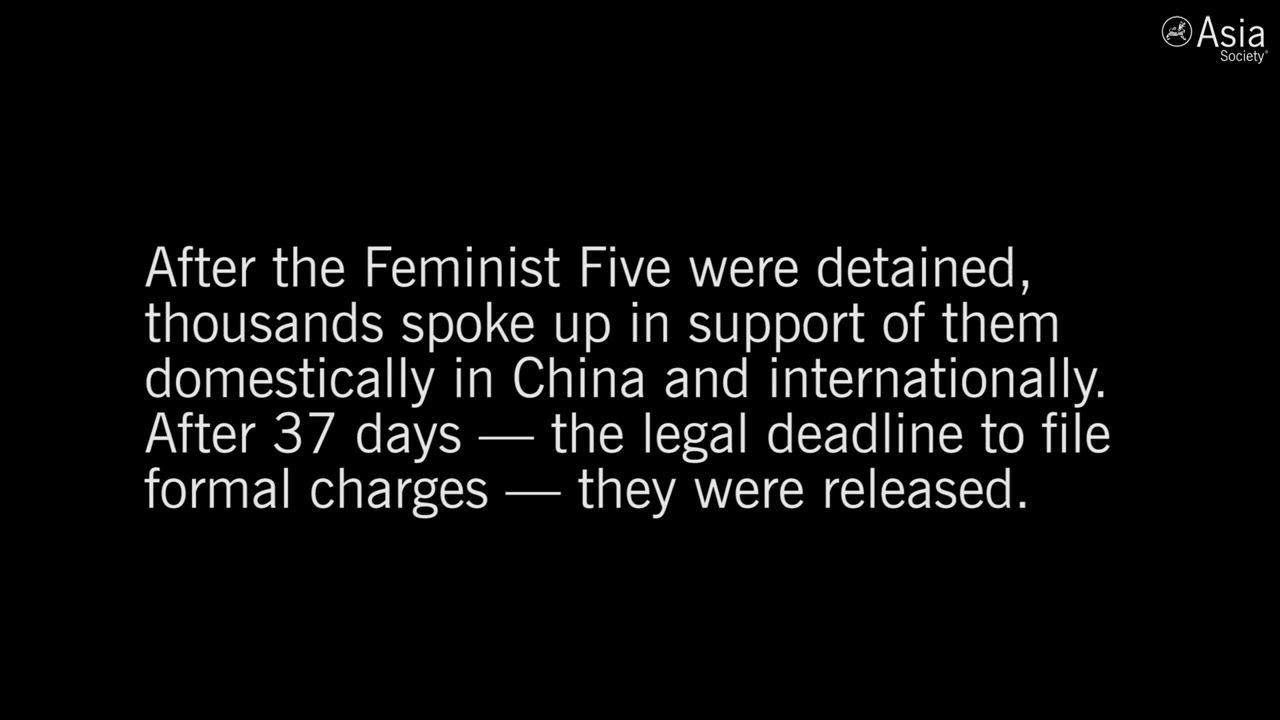 Asia
Society®
After the Feminist Five were detained,
thousands spoke up in support of them
domestically in China and internationally.
After 37 days — the legal deadline to file
formal charges — they were released.